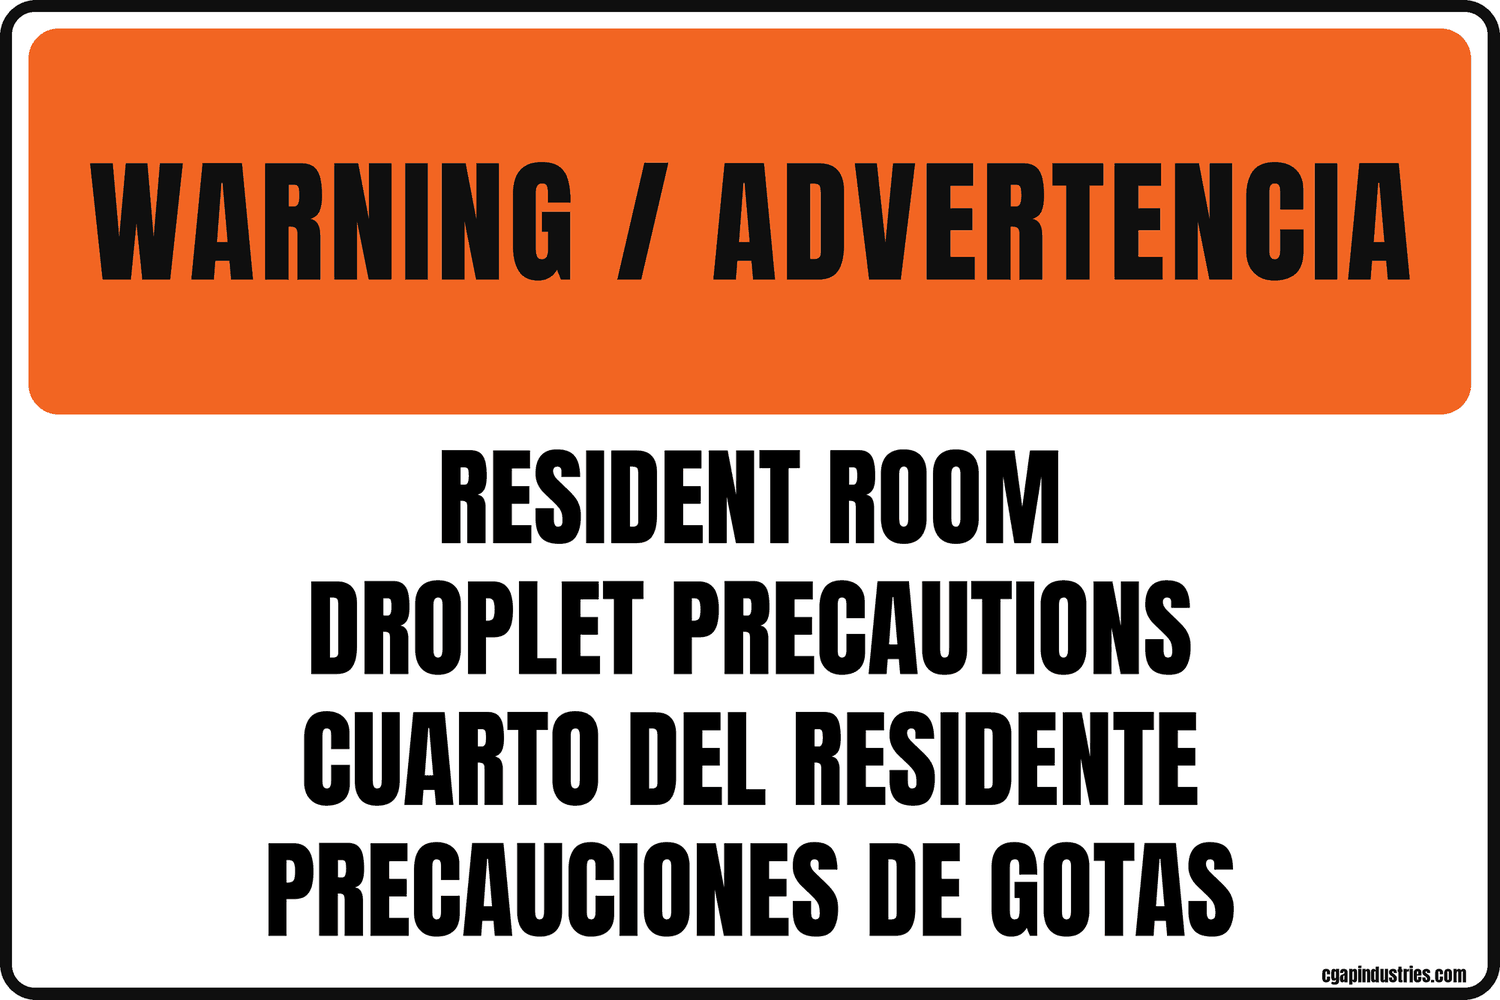 WARNING / ADVERTENCIA
RESIDENT ROOM
DROPLET PRECAUTIONS
CUARTO DEL RESIDENTE
PRECAUCIONES DE GOTAS
cgapindustries.com